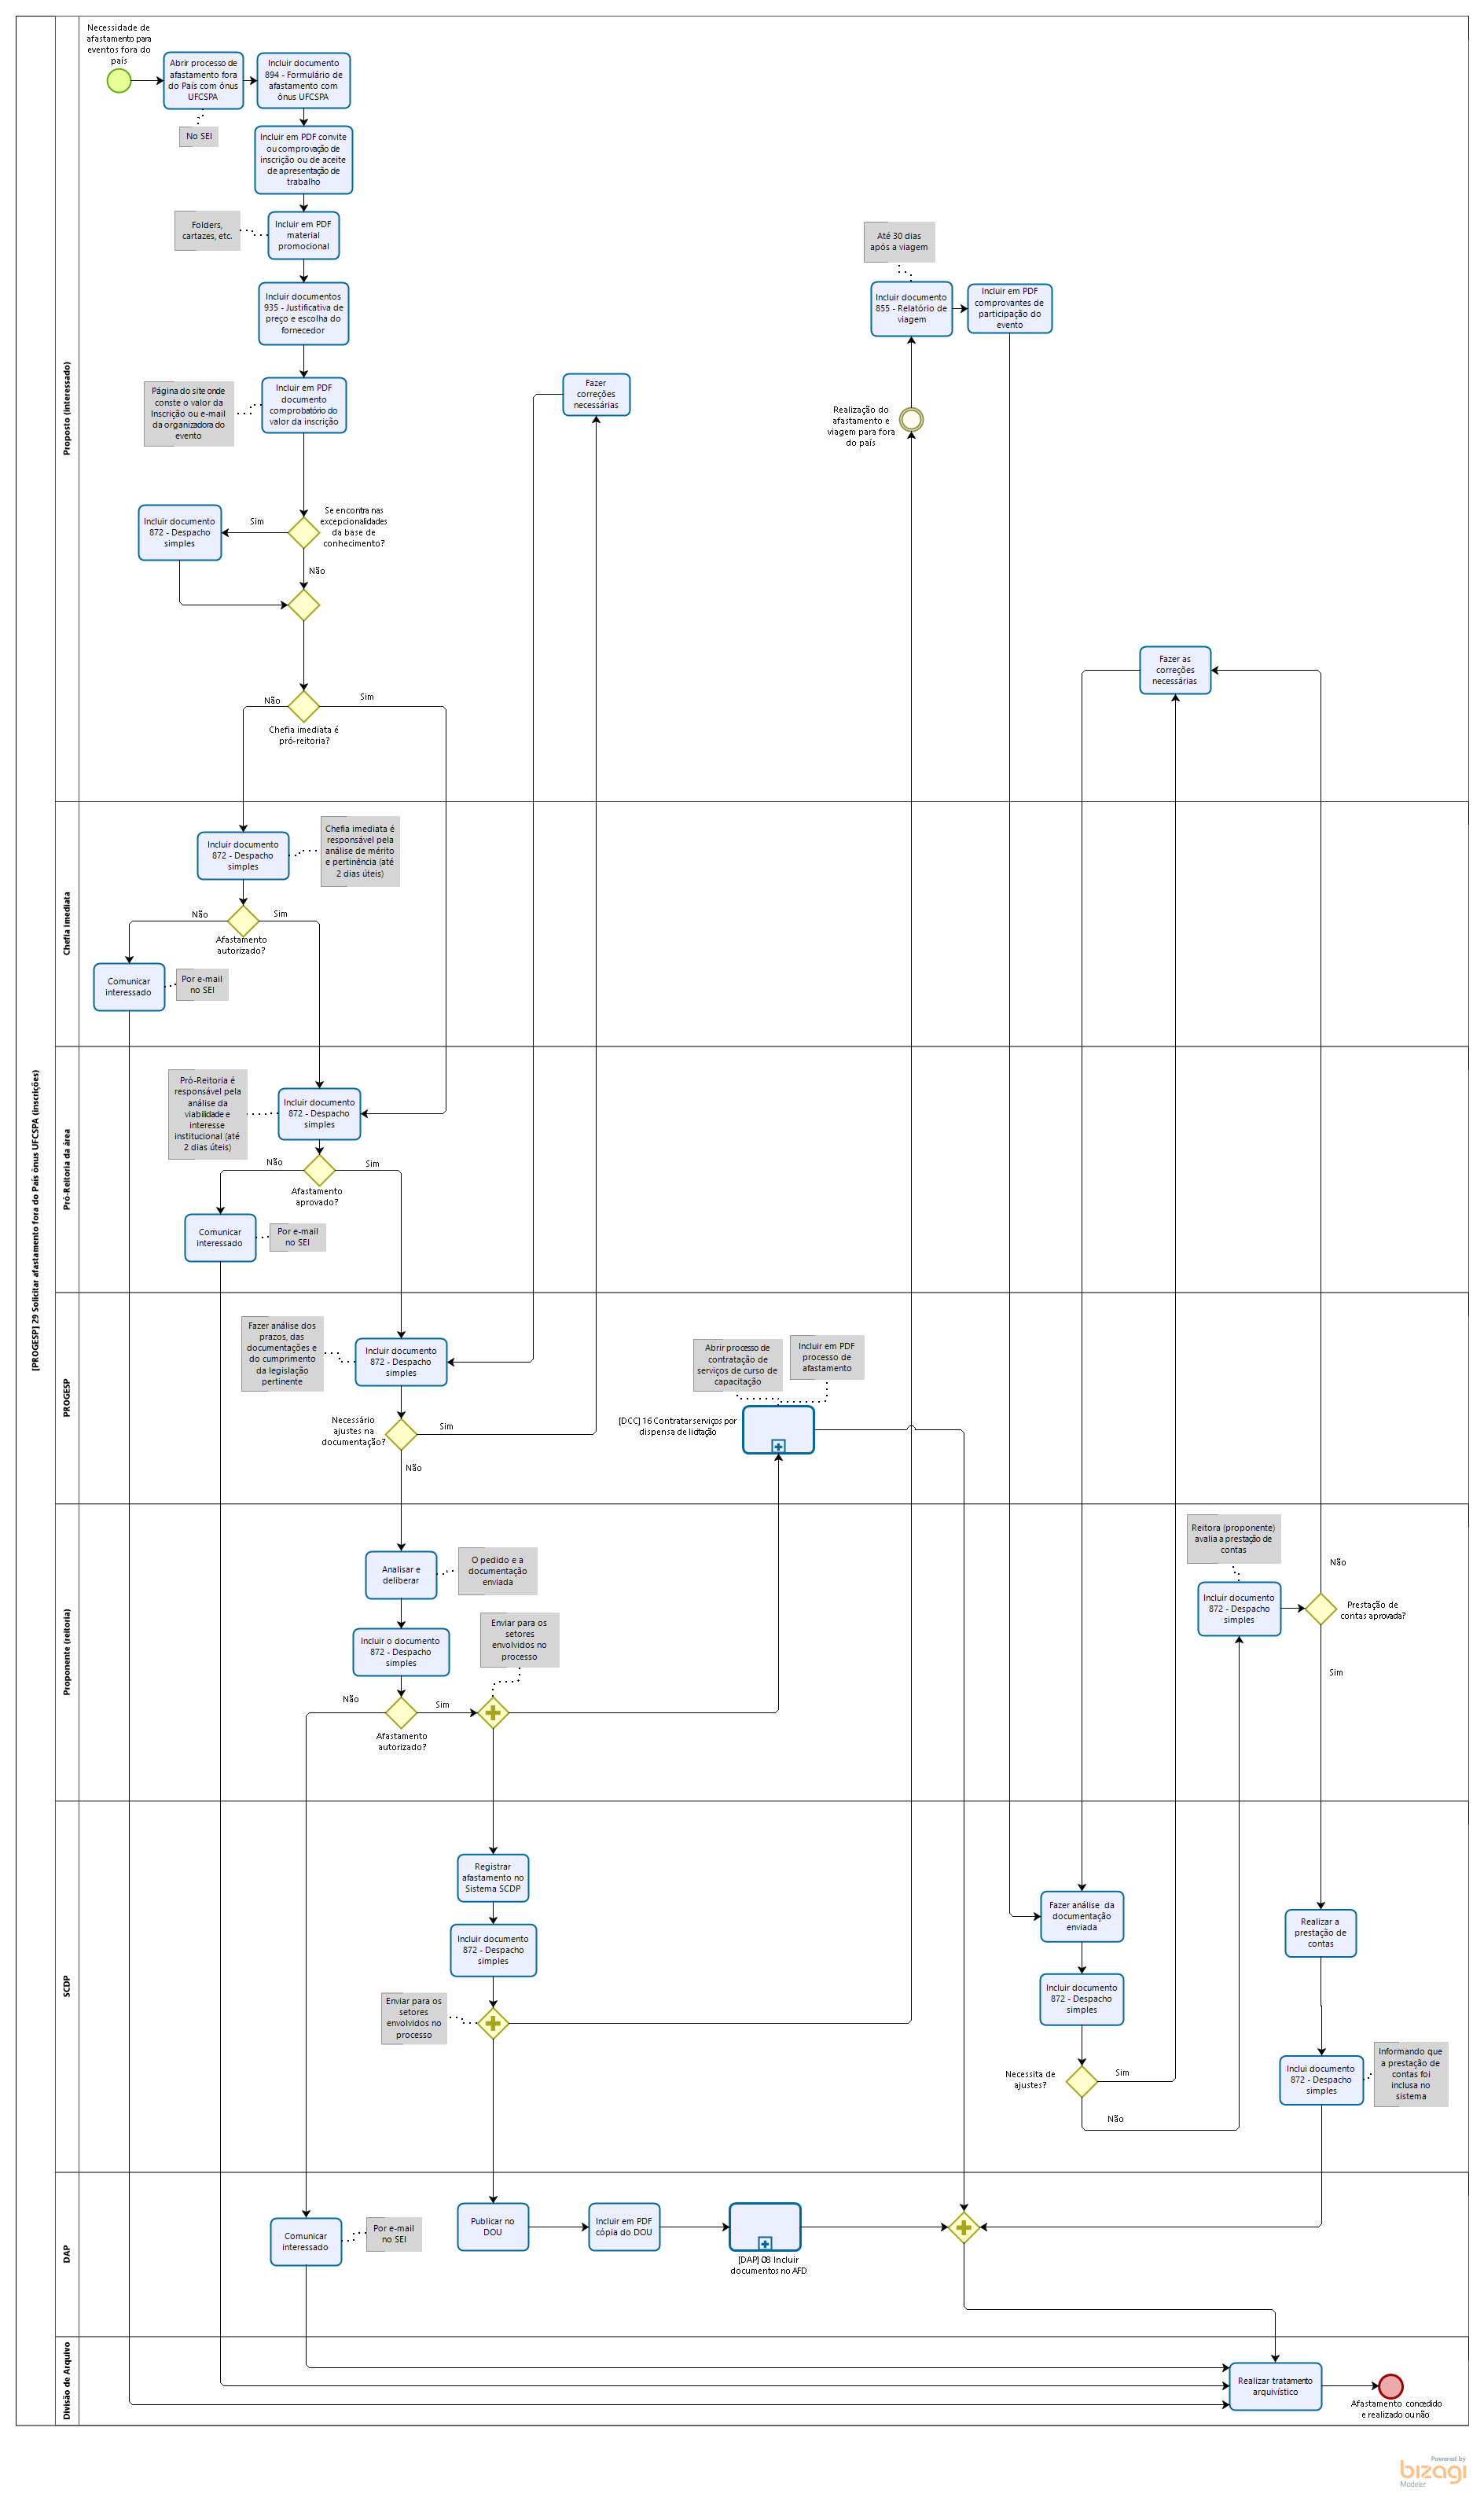 [PROGESP] 29 Solicitar afastamento fora do País ônus UFCSPA (inscrições)
Proposto (interessado)
Necessidade de
afastamento para
eventos fora do
país
Abrir processo de
afastamento fora
do País com ônus
UFCSPA
No SEI
Incluir documento
894 - Formulário de
afastamento com
ônus UFCSPA
Incluir em PDF convite
ou comprovação de
inscrição ou de aceite
de apresentação de
trabalho
Folders,
cartazes, etc.
Incluir em PDF
material
promocional
Incluir documentos
935 - Justificativa de
preço e escolha do
fornecedor
Página do site onde
conste o valor da
Inscrição ou e-mail
da organizadora do
evento
Incluir em PDF
documento
comprobatório do
valor da inscrição
Incluir documento
872 - Despacho
simples
Sim
Se encontra nas
excepcionalidades
da base de
conhecimento?
Não
Não
Sim
Chefia imediata é
pró-reitoria?
Fazer
correções
necessárias
Até 30 dias
após a viagem
Incluir documento
855 - Relatório de
viagem
Incluir em PDF
comprovantes de
participação do
evento
Realização do
afastamento e
viagem para fora
do país
Fazer as
correções
necessárias
Chefia imediata
Incluir documento
872 - Despacho
simples
Chefia imediata é
responsável pela
análise de mérito
e pertinência (até
2 dias úteis)
Não
Sim
Afastamento
autorizado?
Comunicar
interessado
Por e-mail
no SEI
Pró-Reitoria da área
Pró-Reitoria é
responsável pela
análise da
viabilidade e
interesse
institucional (até
2 dias úteis)
Incluir documento
872 - Despacho
simples
Não
Sim
Afastamento
aprovado?
Comunicar
interessado
Por e-mail
no SEI
PROGESP
Fazer análise dos
prazos, das
documentações e
do cumprimento
da legislação
pertinente
Incluir documento
872 - Despacho
simples
Necessário
ajustes na
documentação?
Sim
Não
Abrir processo de
contratação de
serviços de curso de
capacitação
Incluir em PDF
processo de
afastamento
[DCC] 16 Contratar serviços por
dispensa de licitação
Proponente (reitoria)
Analisar e
deliberar
O pedido e a
documentação
enviada
Incluir o documento
872 - Despacho
simples
Enviar para os
setores
envolvidos no
processo
Não
Sim
Afastamento
autorizado?
Reitora (proponente)
avalia a prestação de
contas
Incluir documento
872 - Despacho
simples
Não
Prestação de
contas aprovada?
Sim
SCDP
Registrar
afastamento no
Sistema SCDP
Incluir documento
872 - Despacho
simples
Enviar para os
setores
envolvidos no
processo
Fazer análise da
documentação
enviada
Incluir documento
872 - Despacho
simples
Necessita de
ajustes?
Sim
Não
Realizar a
prestação de
contas
Inclui documento
872 - Despacho
simples
Informando que
a prestação de
contas foi
inclusa no
sistema
DAP
Comunicar
interessado
Por e-mail
no SEI
Publicar no
DOU
Incluir em PDF
cópia do DOU
[DAP] 08 Incluir
documentos no AFD
Divisão de Arquivo
Realizar tratamento
arquivístico
Afastamento concedido
e realizado ou não
Powered by
bizagi
Modeler